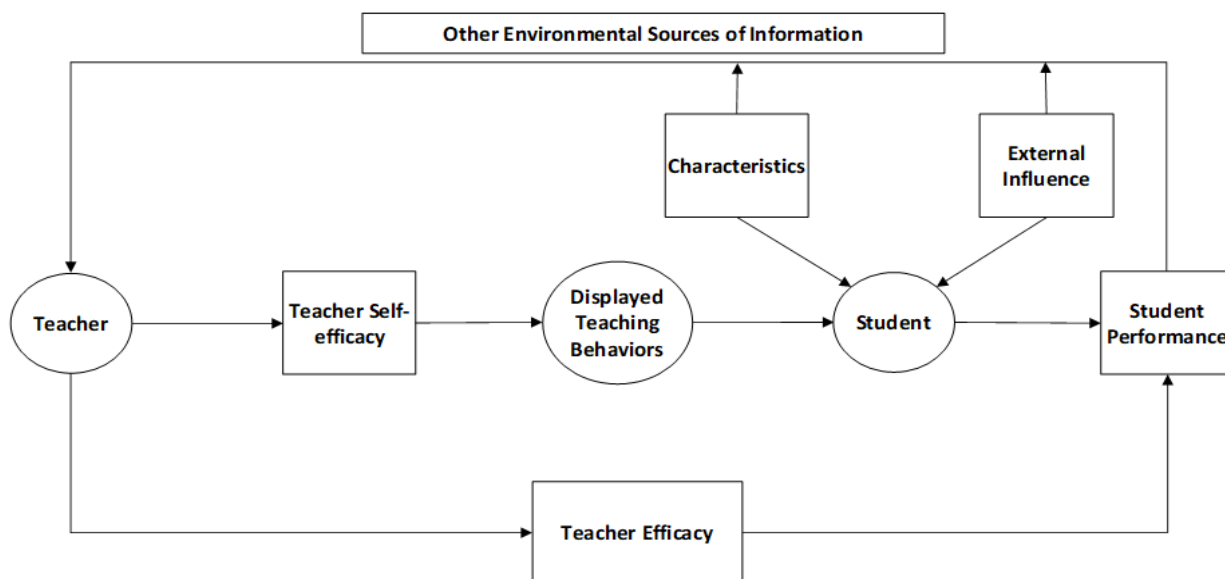 Other Environmental Sources of Information
Characteristics
External
Influence
Teacher
Teacher Self-
efficacy
Displayed
Teaching
Behaviors
Student
Student
Performance
Teacher Efficacy